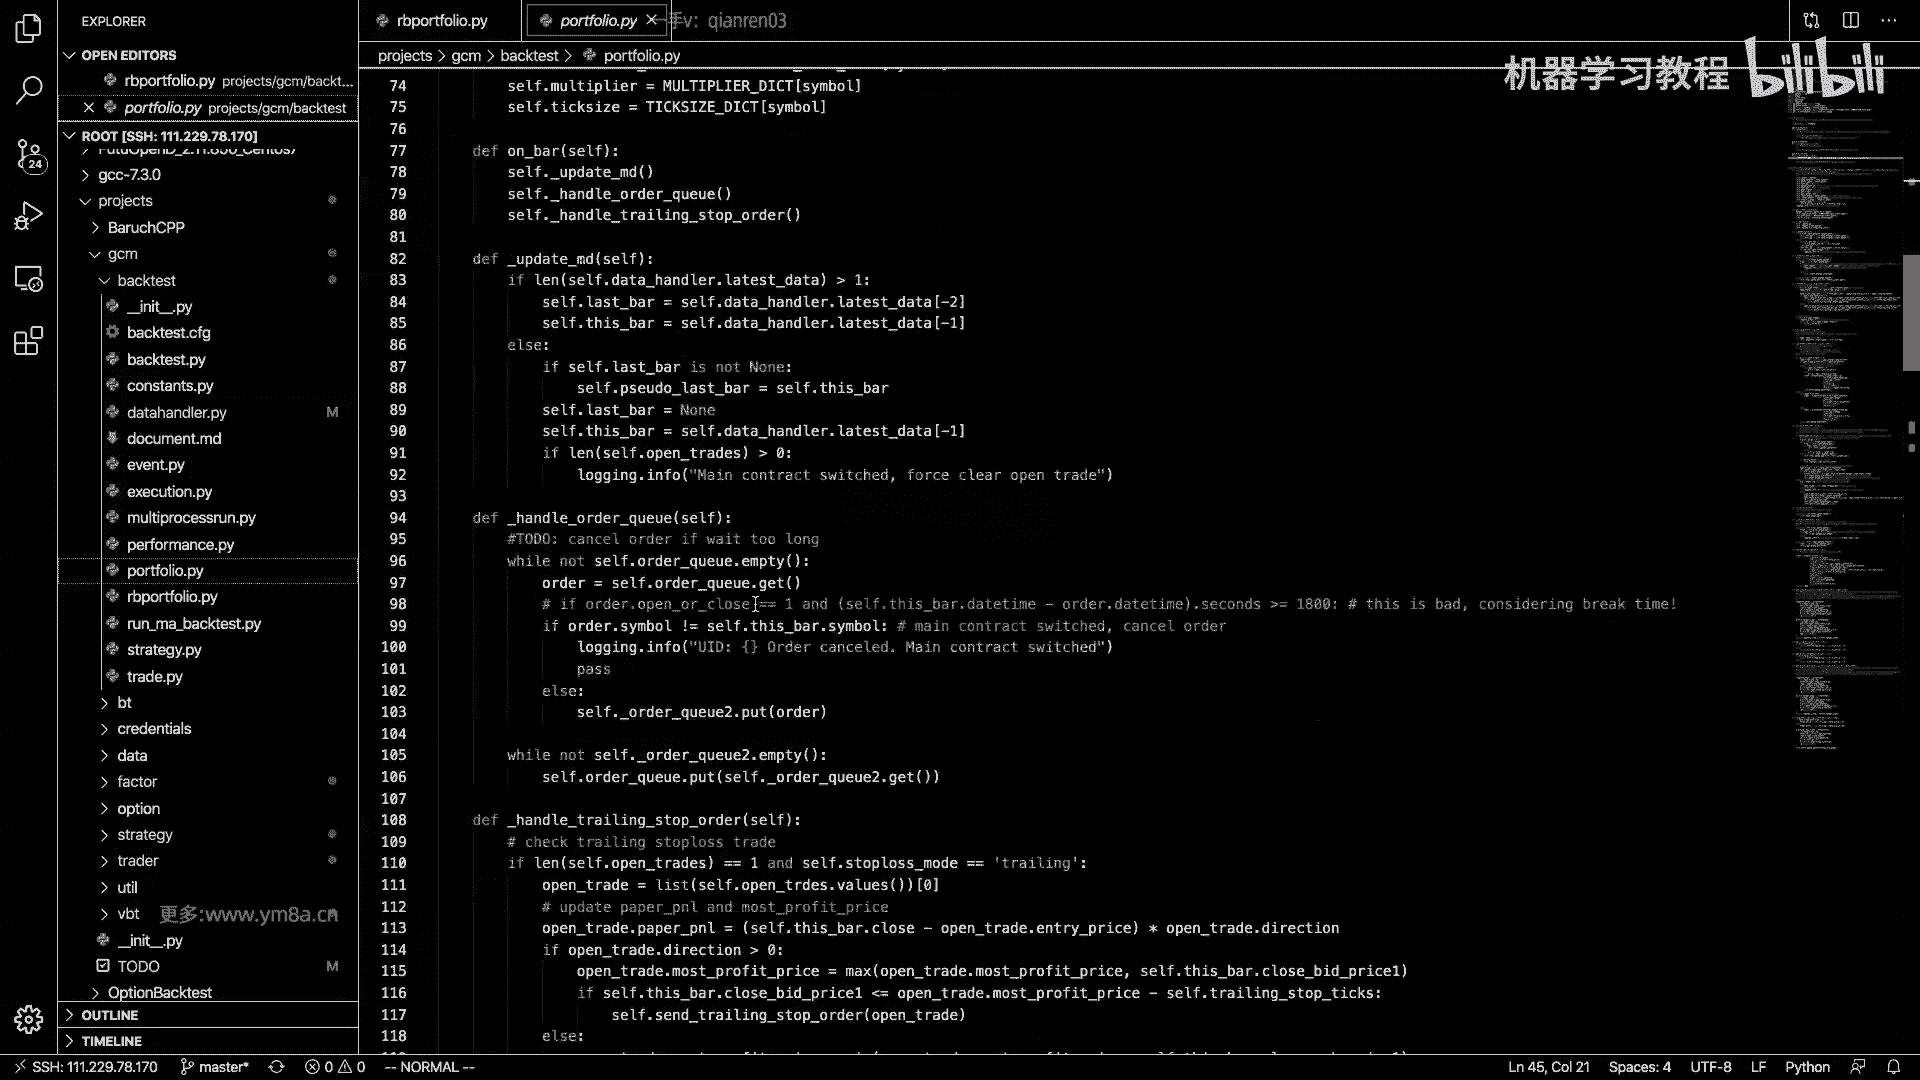 EXPLORER
OPEN EDITORS
rbportfolio.py projects/gcm/backt...
portfolio.py projects/gcm/backtest
ROOT [SSH: 111.229.78.170]
gcc-7.3.0
projects
BaruchCPP
gcm
backtest
__init__.py
backtest.cfg
backtest.py
constants.py
datahandler.py M
document.md
event.py
execution.py
multiprocessrun.py
performance.py
portfolio.py
rbportfolio.py
run_ma_backtest.py
strategy.py
trade.py
bt
credentials
data
factor
option
strategy
trader
util
vbt
更多:www.ym8a.cn
__init__.py
TODO M
OptionBacktest
OUTLINE
TIMELINE
24
rbportfolio.py
portfolio.py
v: qianren03
projects > gcm > backtest > portfolio.py
机器学习教程 bilibili
74 self.multiplier = MULTIPLIER_DICT[symbol]
75 self.ticksize = TICKSIZE_DICT[symbol]
76
77 def on_bar(self):
78 self._update_md()
79 self._handle_order_queue()
80 self._handle_trailing_stop_order()
81
82 def _update_md(self):
83 if len(self.data_handler.latest_data) > 1:
84 self.last_bar = self.data_handler.latest_data[-2]
85 self.this_bar = self.data_handler.latest_data[-1]
86 else:
87 if self.last_bar is not None:
88 self.pseudo_last_bar = self.this_bar
89 self.last_bar = None
90 self.this_bar = self.data_handler.latest_data[-1]
91 if len(self.open_trades) > 0:
92 logging.info("Main contract switched, force clear open trade")
93
94 def _handle_order_queue(self):
95 #TODO: cancel order if wait too long
96 while not self.order_queue.empty():
97 order = self.order_queue.get()
98 # if order.open_or_close == 1 and (self.this_bar.datetime - order.datetime).seconds >= 1800: # this is bad, considering break time!
99 if order.symbol != self.this_bar.symbol: # main contract switched, cancel order
100 logging.info("UID: {} Order canceled. Main contract switched")
101 pass
102 else:
103 self._order_queue2.put(order)
104
105 while not self._order_queue2.empty():
106 self.order_queue.put(self._order_queue2.get())
107
108 def _handle_trailing_stop_order(self):
109 # check trailing stoploss trade
110 if len(self.open_trades) == 1 and self.stoploss_mode == 'trailing':
111 open_trade = list(self.open_trdes.values())[0]
112 # update paper_pnl and most_profit_price
113 open_trade.paper_pnl = (self.this_bar.close - open_trade.entry_price) * open_trade.direction
114 if open_trade.direction > 0:
115 open_trade.most_profit_price = max(open_trade.most_profit_price, self.this_bar.close_bid_price1)
116 if self.this_bar.close_bid_price1 <= open_trade.most_profit_price - self.trailing_stop_ticks:
117 self.send_trailing_stop_order(open_trade)
118 else:
SSH: 111.229.78.170 master* 0 0 -- NORMAL -- Ln 45, Col 21 Spaces: 4 UTF-8 LF Python